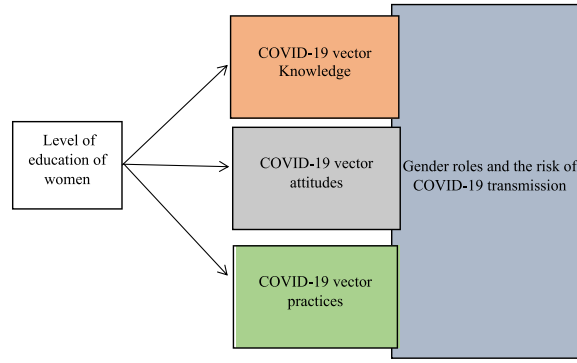 Level of
education of
women
COVID-19 vector
Knowledge
COVID-19 vector
attitudes
COVID-19 vector
practices
Gender roles and the risk of
COVID-19 transmission